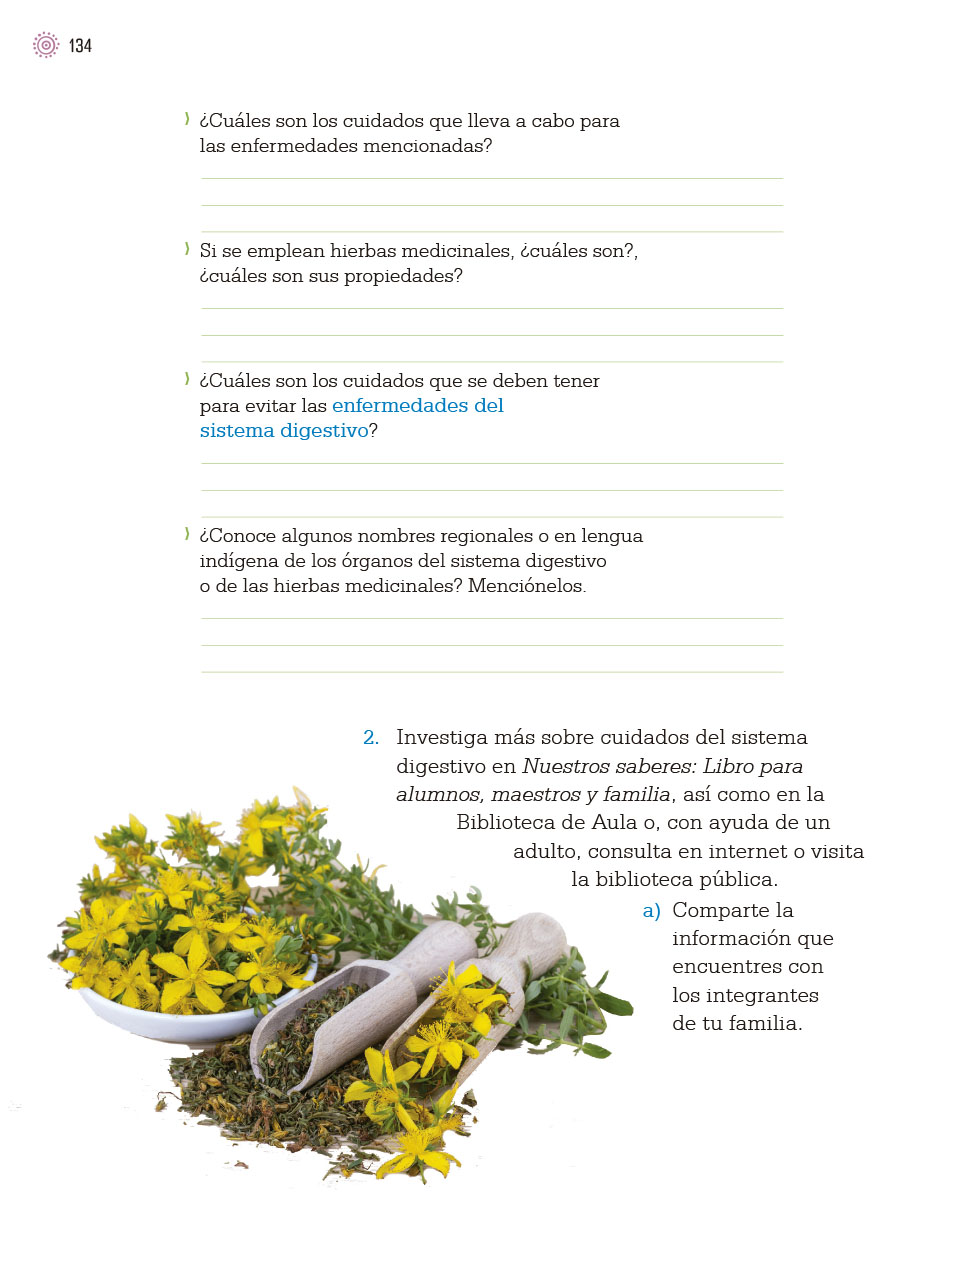 134
¿Cuáles son los cuidados que lleva a cabo para
las enfermedades mencionadas?
Si se emplean hierbas medicinales, ¿cuáles son?,
¿cuáles son sus propiedades?
¿Cuáles son los cuidados que se deben tener
para evitar las enfermedades del
sistema digestivo?
¿Conoce algunos nombres regionales o en lengua
indígena de los órganos del sistema digestivo
o de las hierbas medicinales? Menciónelos.
2. Investiga más sobre cuidados del sistema
digestivo en Nuestros saberes: Libro para
alumnos, maestros y familia, así como en la
Biblioteca de Aula o, con ayuda de un
adulto, consulta en internet o visita
la biblioteca pública.
a) Comparte la
información que
encuentres con
los integrantes
de tu familia.